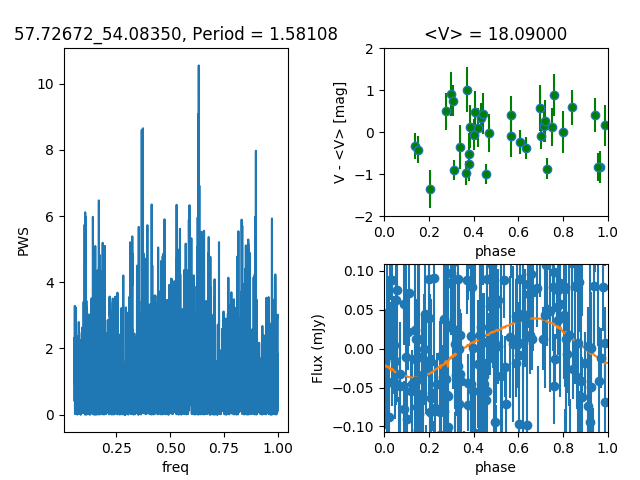 57.72672_54.08350, Period = 1.58108
PWS
10
8
6
4
2
0
0.25 0.50 0.75 1.00
freq
<V> = 18.09000
V - <V> [mag]
2
1
0
−1
−2
0.0 0.2 0.4 0.6 0.8 1.0
phase
Flux (mJy)
0.10
0.05
0.00
−0.05
−0.10
0.0 0.2 0.4 0.6 0.8 1.0
phase